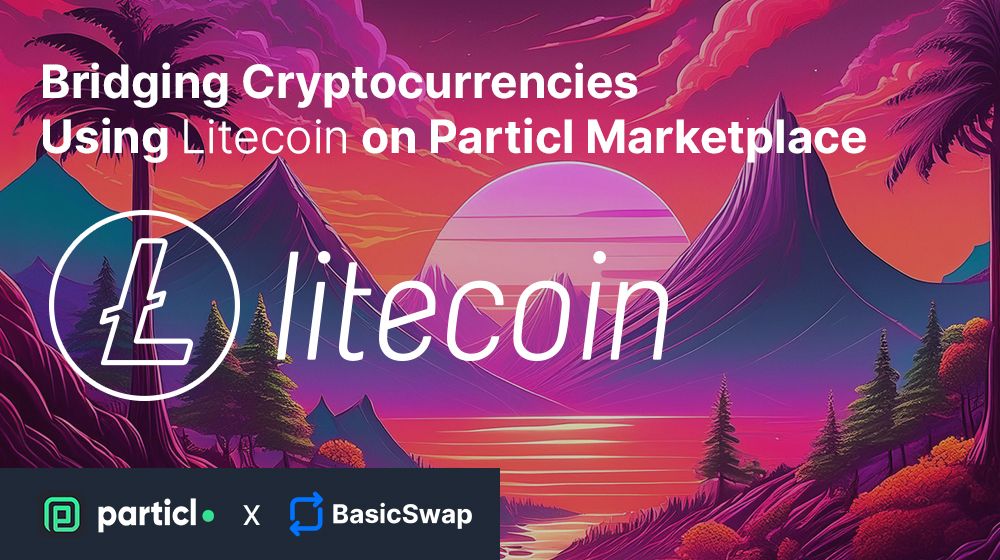 Bridging Cryptocurrencies
Using Litecoin on Particl Marketplace
litecoin
particl x BasicSwap